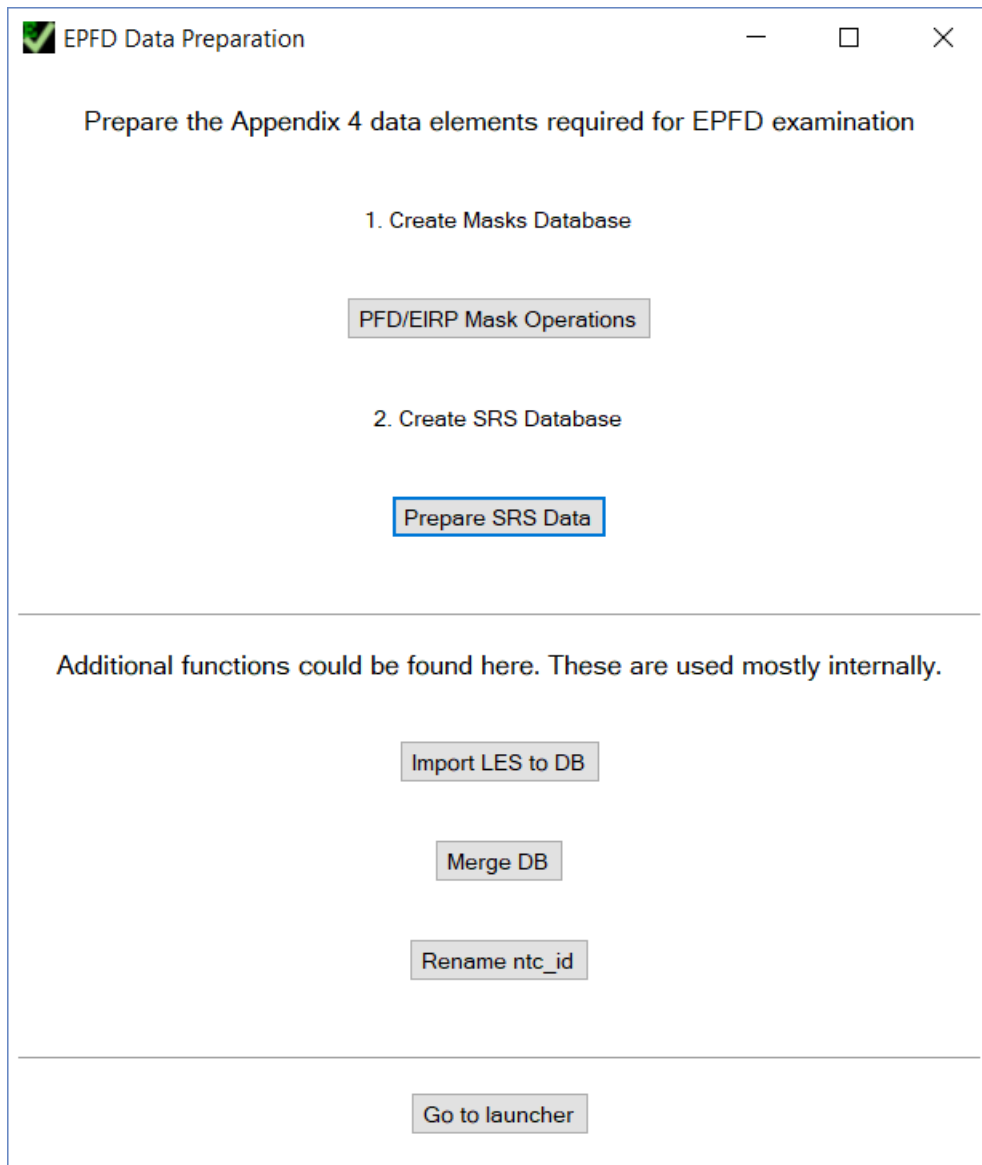 EPFD Data Preparation
Prepare the Appendix 4 data elements required for EPFD examination
1. Create Masks Database
PFD/EIRP Mask Operations
2. Create SRS Database
Prepare SRS Data
Additional functions could be found here. These are used mostly internally.
Import LES to DB
Merge DB
Rename ntc_id
Go to launcher